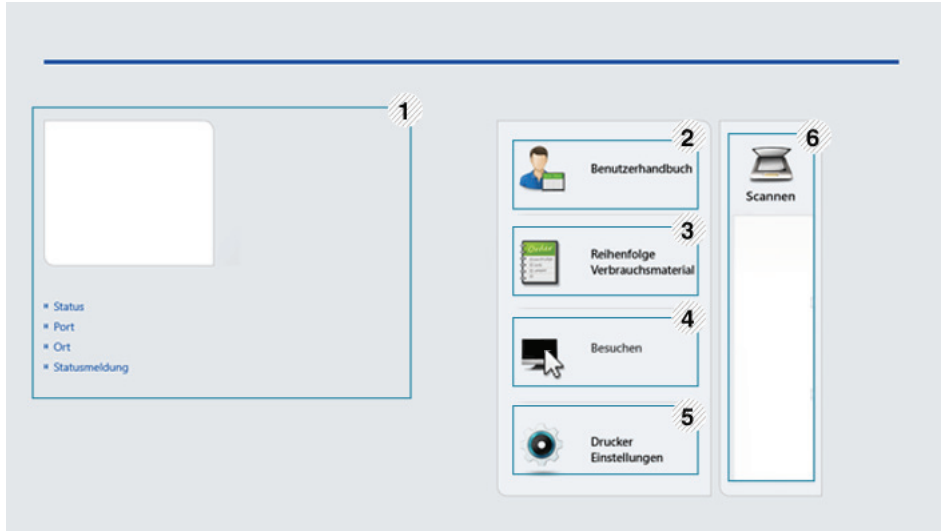 1
Status
Port
Ort
Statusmeldung
2
Benutzerhandbuch
3
Reihenfolge
Verbrauchsmaterial
4
Besuchen
5
Drucker
Einstellungen
6
Scannen